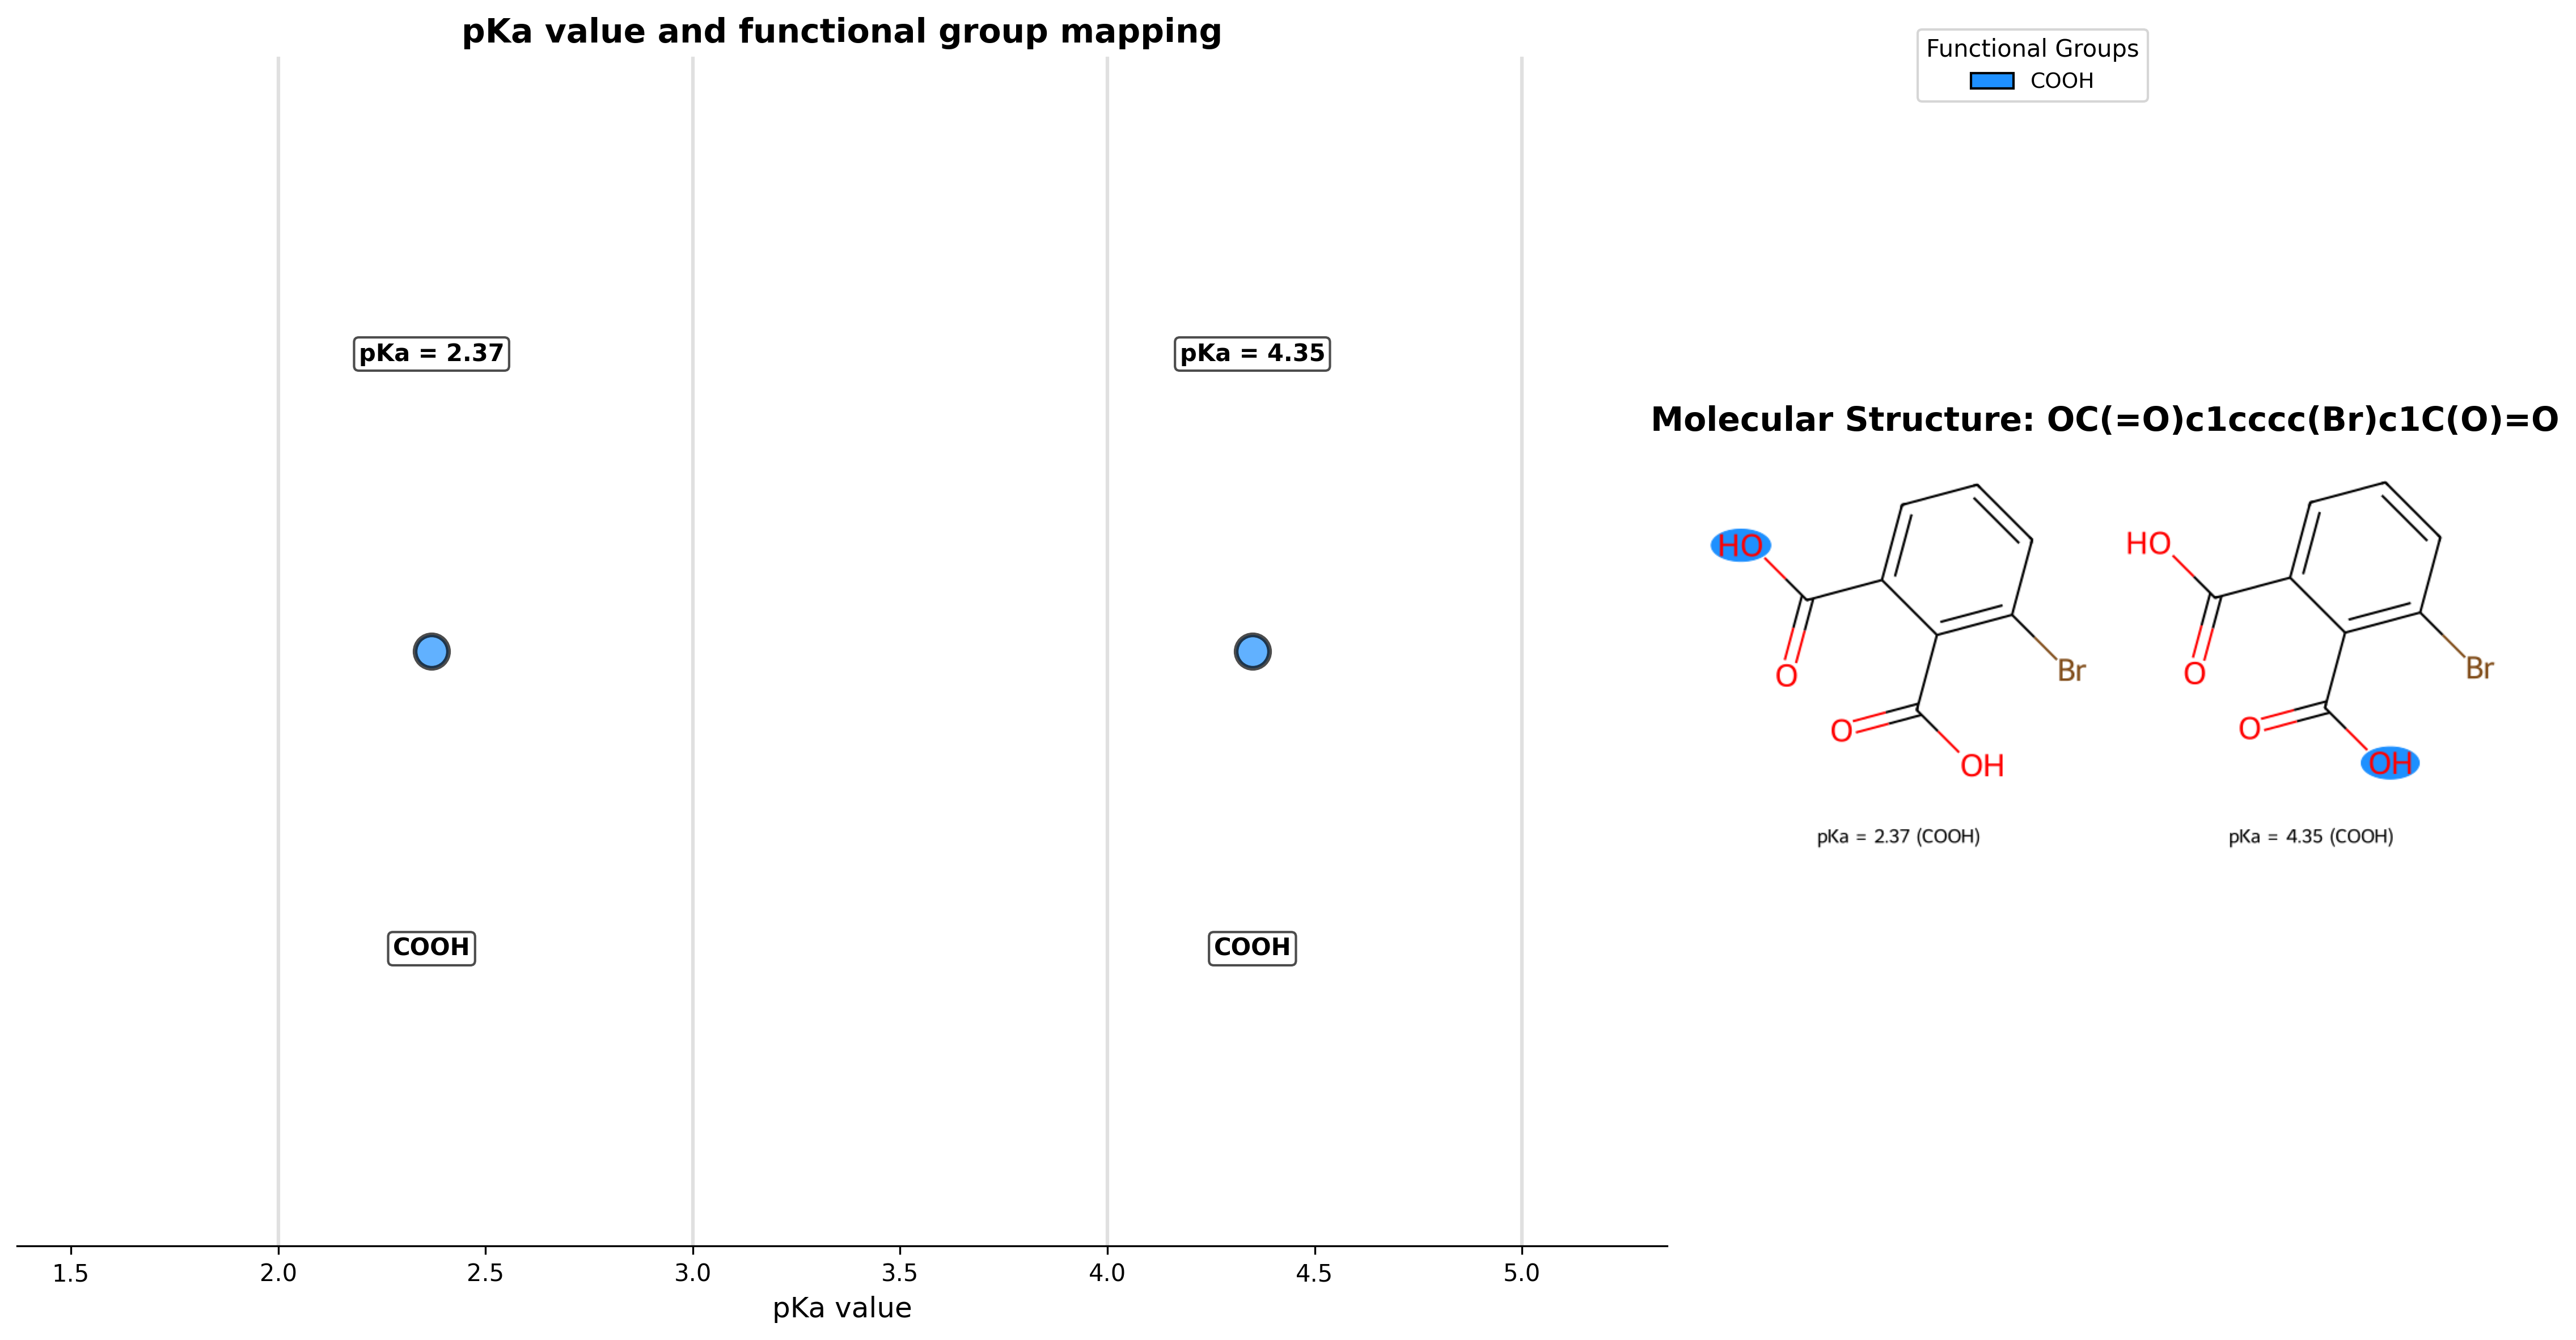 pKa value and functional group mapping
Functional Groups
COOH
pKa = 2.37
pKa = 4.35
COOH
COOH
1.5
2.0
2.5
3.0
3.5
4.0
4.5
5.0
pKa value
Molecular Structure: OC(=O)c1cccc(Br)c1C(O)=O
HO
O
O
OH
Br
HO
O
O
OH
Br
pKa = 2.37 (COOH)
pKa = 4.35 (COOH)